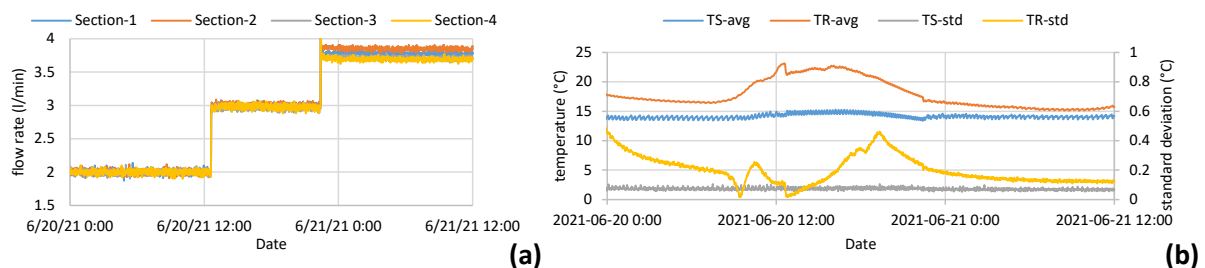 Section-1 Section-2 Section-3 Section-4
4
3.5
3
2.5
2
1.5
flow rate (l/min)
6/20/21 0:00 6/20/21 12:00 6/21/21 0:00 6/21/21 12:00
Date
(a)
TS-avg TR-avg TS-std TR-std
25
20
15
10
5
0
temperature (°C)
1
0.8
0.6
0.4
0.2
0
standard deviation (°C)
2021-06-20 0:00 2021-06-20 12:00 2021-06-21 0:00 2021-06-21 12:00
Date
(b)